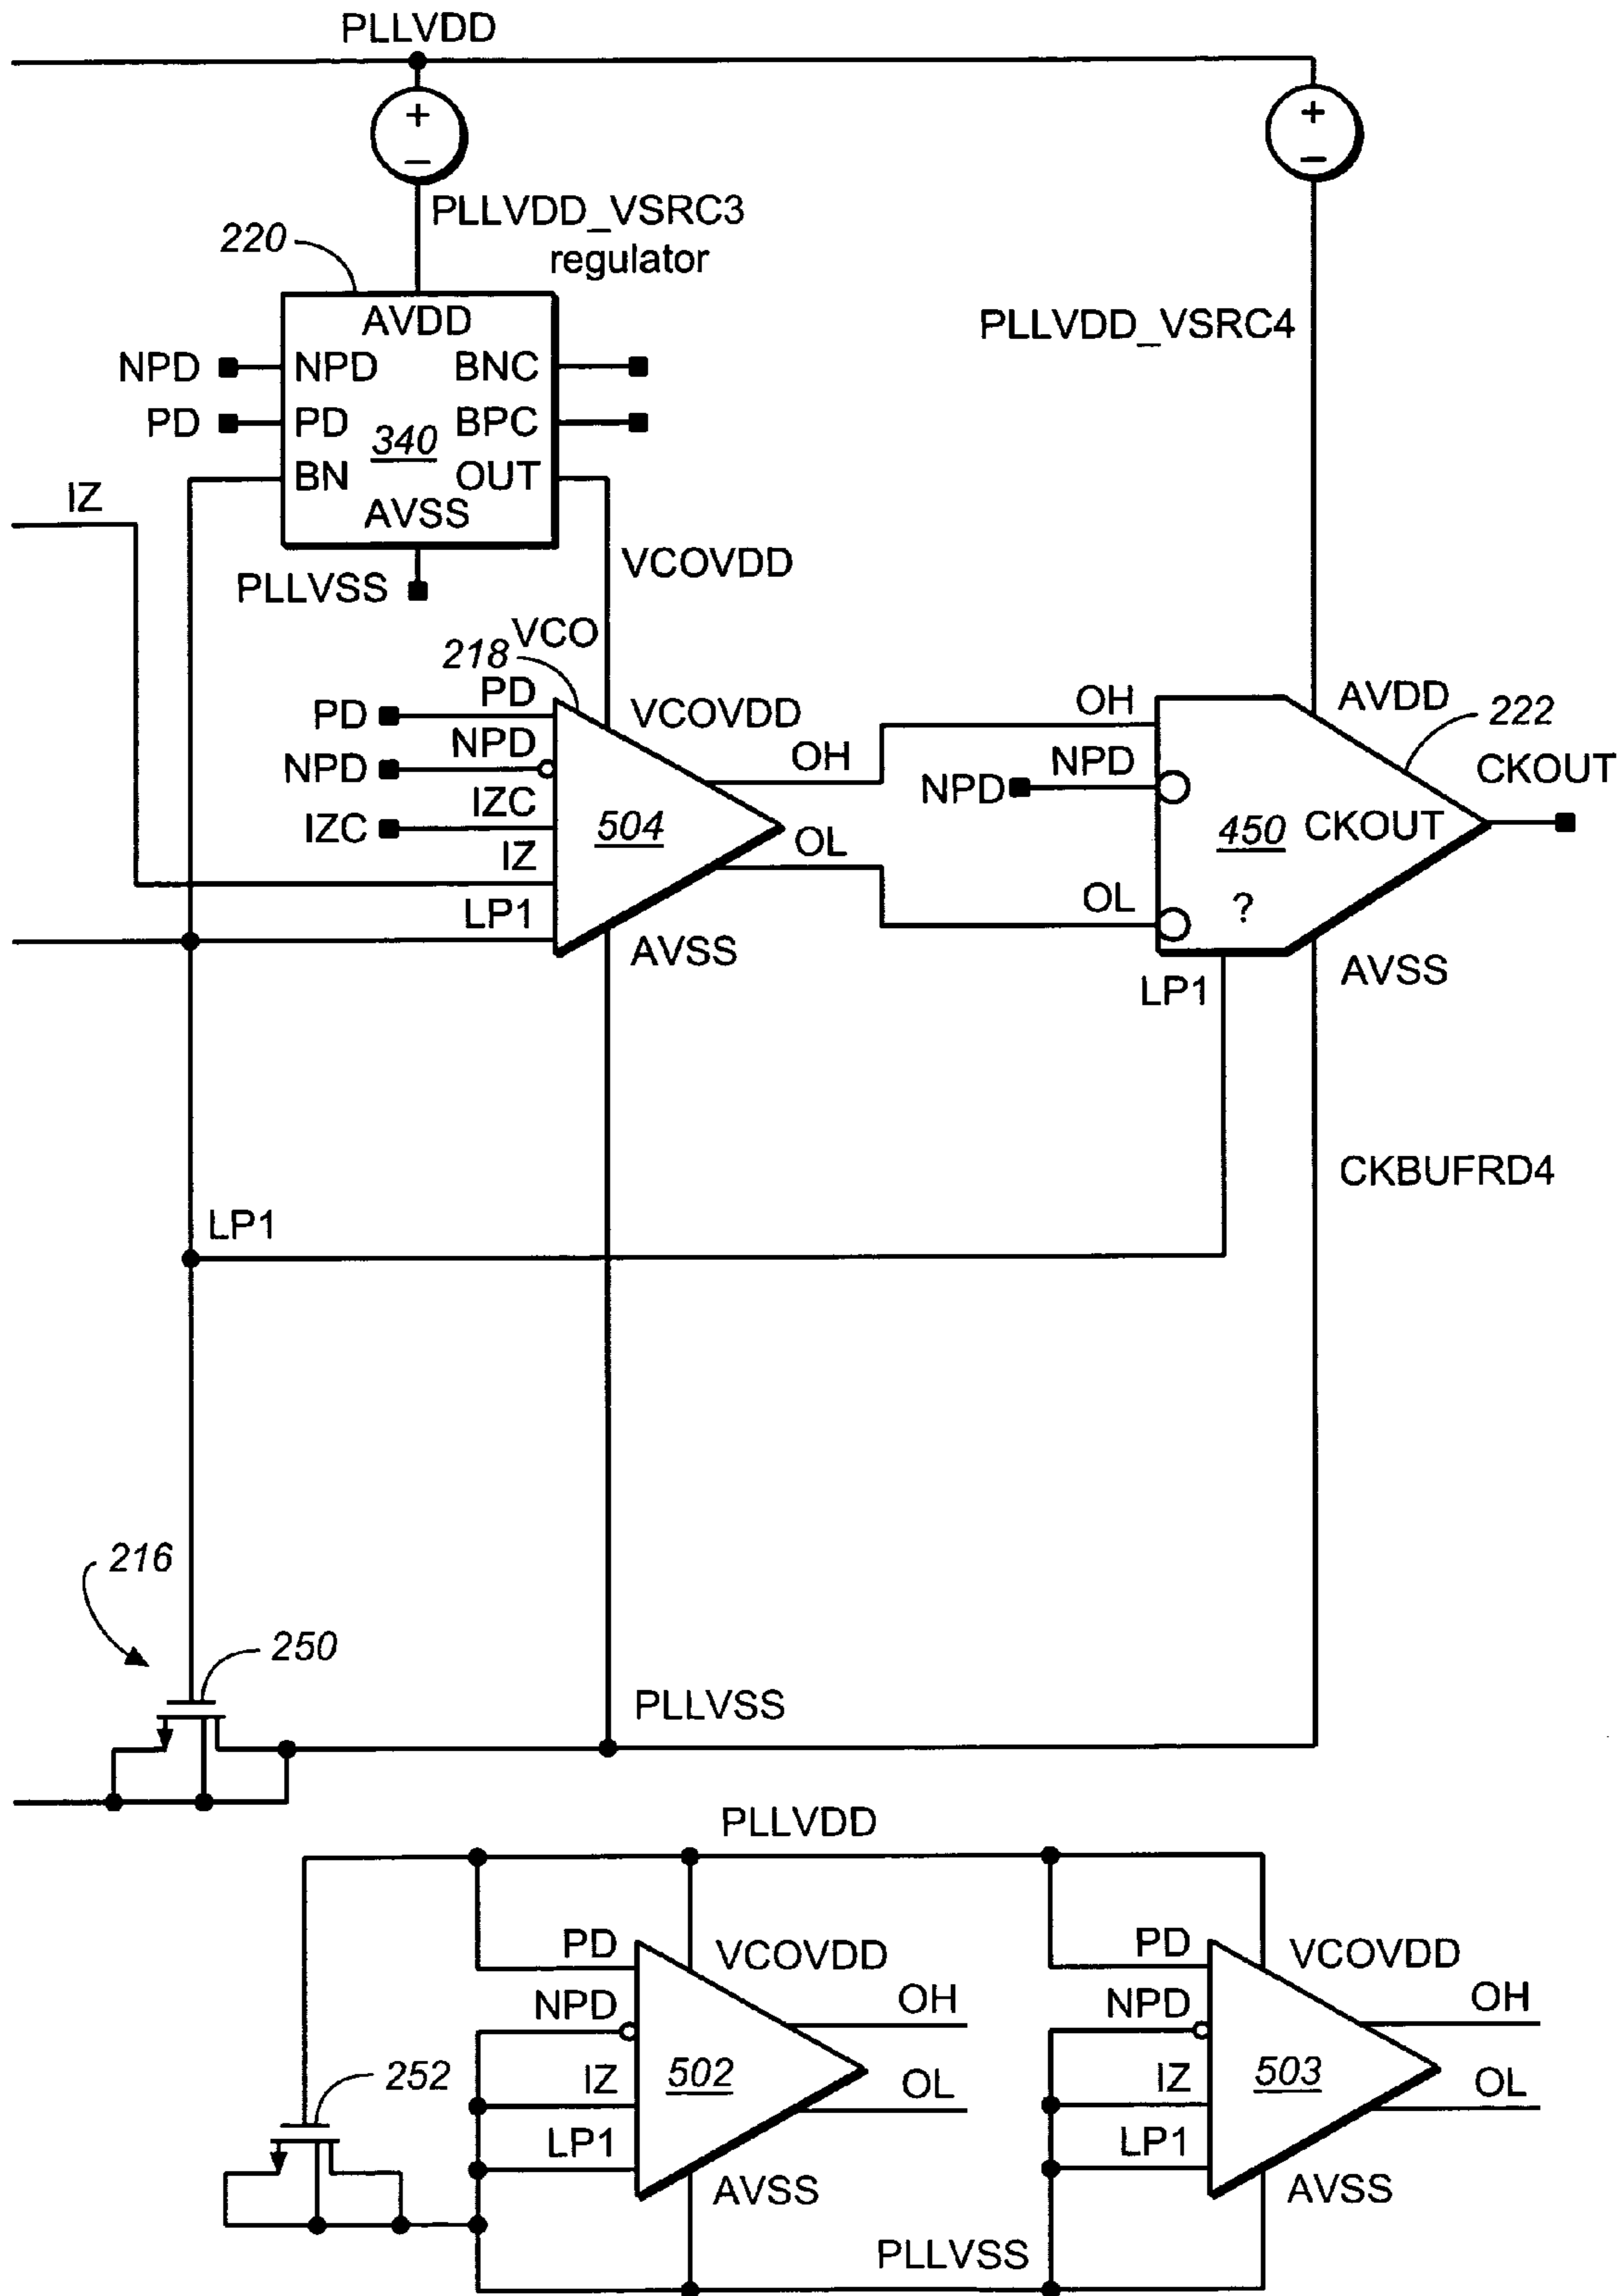 PLLVDD
+
−
+
−
PLLVDD_VSRC3
regulator
220
PLLVDD_VSRC4
AVDD
NPD
NPD
BNC
PD
PD
BPC
340
BN
OUT
AVSS
IZ
VCOVDD
PLLVSS
VCO
218
PD
PD
VCOVDD
NPD
NPD
IZC
IZC
IZ
LP1
504
OH
OL
AVSS
OH
NPD
NPD
OL
AVDD
222
CKOUT
450
CKOUT
?
LP1
AVSS
CKBUFRD4
LP1
216
250
PLLVSS
PLLVDD
PD
VCOVDD
NPD
OH
502
IZ
OL
LP1
AVSS
PD
VCOVDD
NPD
OH
503
IZ
OL
LP1
AVSS
252
PLLVSS